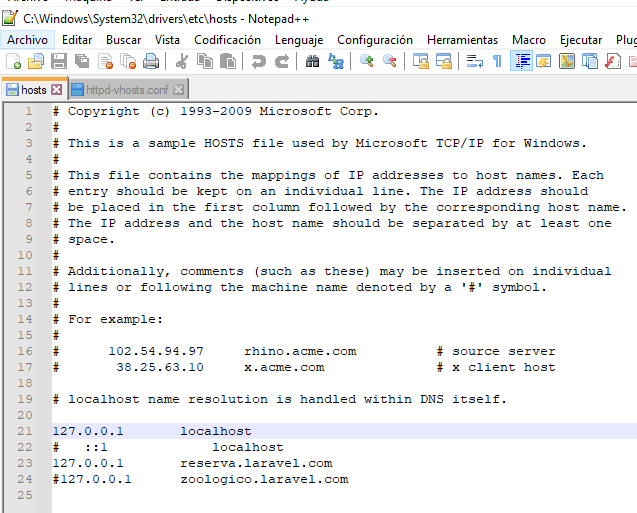 C:\Windows\System32\drivers\etc\hosts - Notepad++
Archivo Editar Buscar Vista Codificación Lenguaje Configuración Herramientas Macro Ejecutar Plug
hosts httpd-vhosts.conf
1 # Copyright (c) 1993-2009 Microsoft Corp.
2 #
3 # This is a sample HOSTS file used by Microsoft TCP/IP for Windows.
4 #
5 # This file contains the mappings of IP addresses to host names. Each
6 # entry should be kept on an individual line. The IP address should
7 # be placed in the first column followed by the corresponding host name.
8 # The IP address and the host name should be separated by at least one
9 # space.
10 #
11 # Additionally, comments (such as these) may be inserted on individual
12 # lines or following the machine name denoted by a '#' symbol.
13 #
14 # For example:
15 #
16 # 102.54.94.97 rhino.acme.com # source server
17 # 38.25.63.10 x.acme.com # x client host
18
19 # localhost name resolution is handled within DNS itself.
20
21 127.0.0.1 localhost
22 # ::1 localhost
23 127.0.0.1 reserva.laravel.com
24 #127.0.0.1 zoologico.laravel.com
25